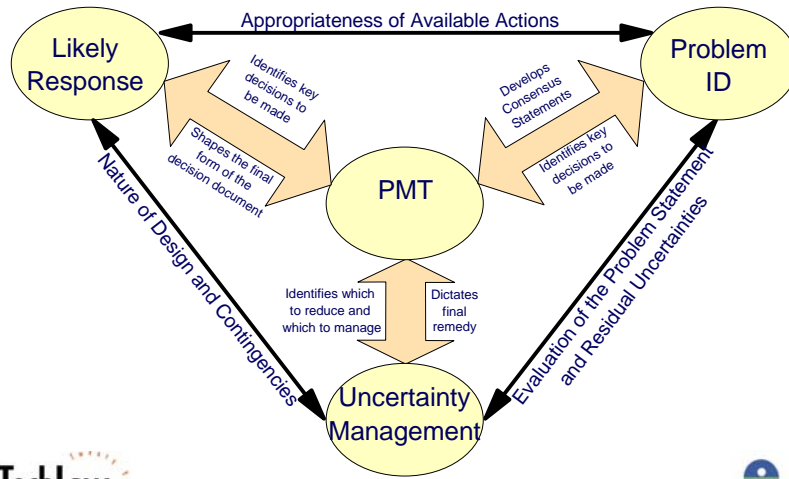 Appropriateness of Available Actions
Likely
Response
Problem
ID
Identifies key
decisions to
be made
Shapes the final
form of the
decision document
Develops
Consensus
Statements
Identifies key
decisions to
be made
PMT
Nature of Design and Contingencies
Evaluation of the Problem Statement
and Residual Uncertainties
Identifies which
to reduce and
which to manage
Dictates
final
remedy
Uncertainty
Management